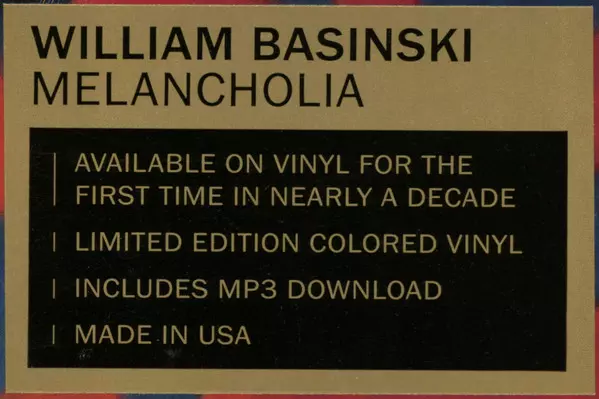 WILLIAM BASINSKI
MELANCHOLIA
AVAILABLE ON VINYL FOR THE
FIRST TIME IN NEARLY A DECADE
LIMITED EDITION COLORED VINYL
INCLUDES MP3 DOWNLOAD
MADE IN USA